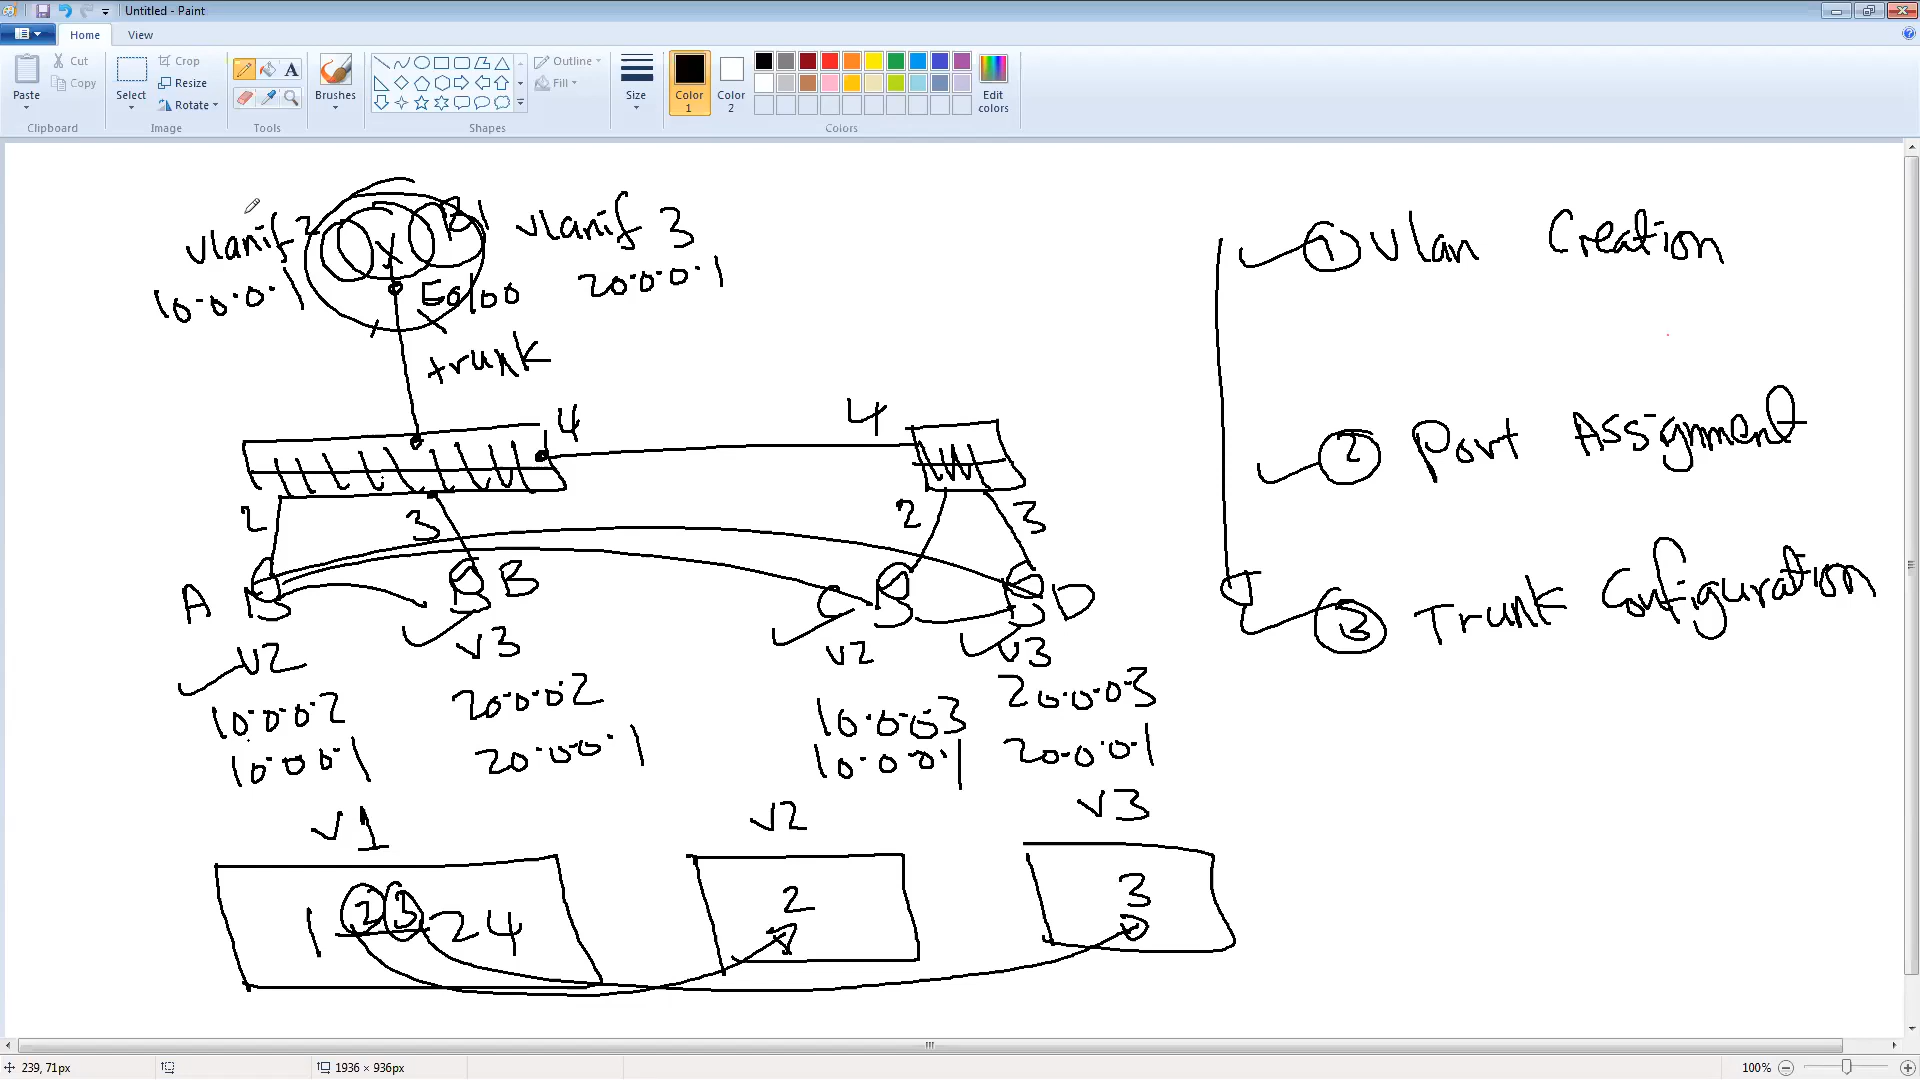 Untitled - Paint
Home
View
Cut
Copy
Paste
Clipboard
Select
Crop
Resize
Rotate
Image
A
Tools
Brushes
Outline
Fill
Shapes
Size
Color 1
Color 2
Edit colors
Colors
vlanif 2
10.0.0.1
vlanif 3
20.0.0.1
trunk
4
4
2
3
2
3
A
B
C
D
V2
V3
V2
V3
10.0.0.2
20.0.0.2
10.0.0.3
20.0.0.3
10.0.0.1
20.0.0.1
10.0.0.1
20.0.0.1
V1
V2
V3
1 2 3 24
2
3
1 Vlan Creation
2 Port Assignment
3 Trunk Configuration
239, 71px
1936 × 936px
100%